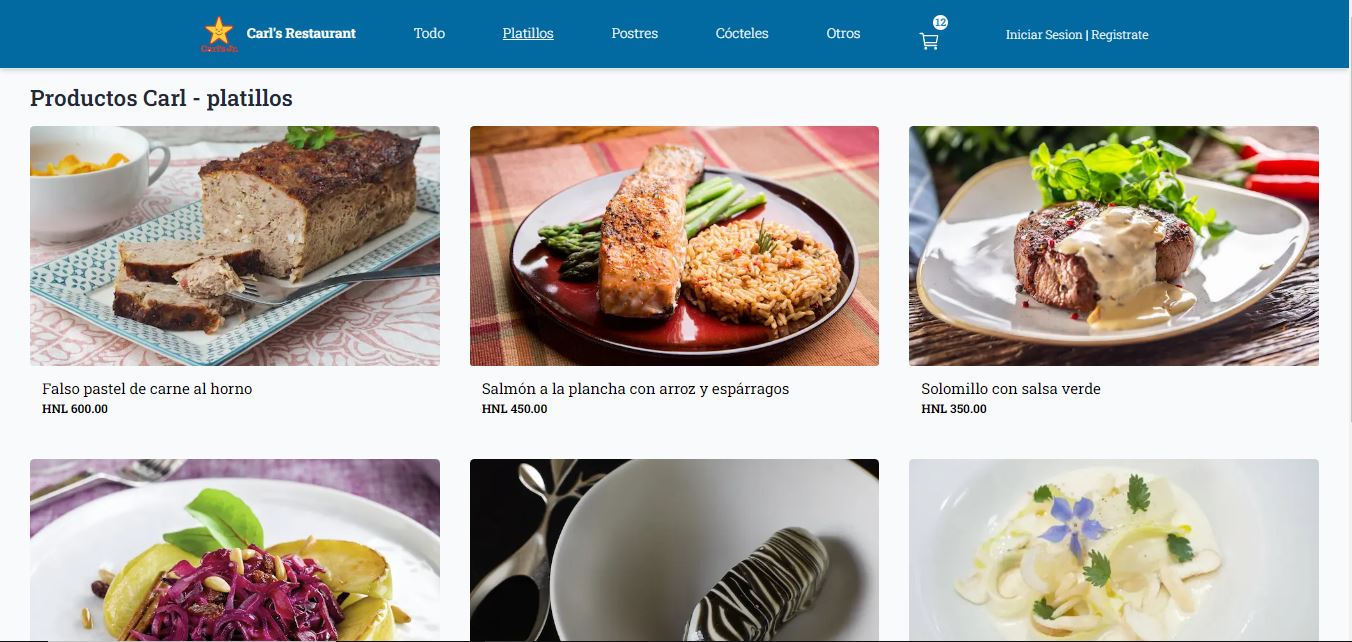 Carl's Jr.
Carl's Restaurant
Todo
Platillos
Postres
Cócteles
Otros
12
Iniciar Sesion | Registrate
Productos Carl - platillos
Falso pastel de carne al horno
HNL 600.00
Salmón a la plancha con arroz y espárragos
HNL 450.00
Solomillo con salsa verde
HNL 350.00